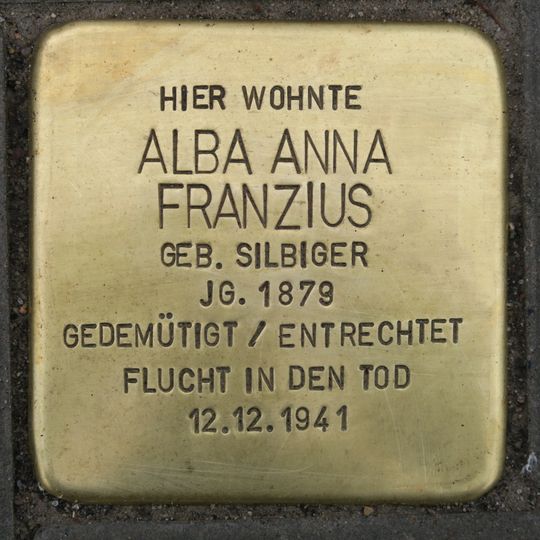 HIER WOHNTE
ALBA ANNA
FRANZIUS
GEB. SILBIGER
JG. 1879
GEDEMÜTIGT / ENTRECHTET
FLUCHT IN DEN TOD
12.12.1941